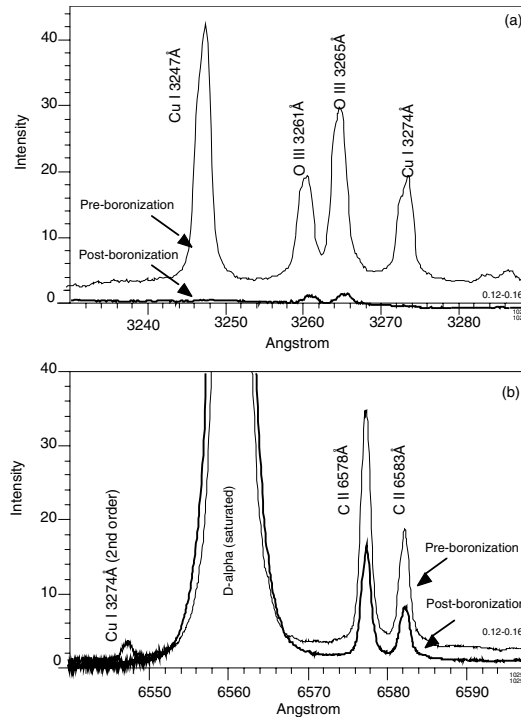 (a)
Intensity
40
30
20
10
0
Cu I 3247Å
O III 3261Å
O III 3265Å
Cu I 3274Å
Pre-boronization
Post-boronization
0.12-0.16
3240
3250
3260
3270
3280
Angstrom
(b)
Intensity
40
30
20
10
0
Cu I 3274Å (2nd order)
D-alpha (saturated)
C II 6578Å
C II 6583Å
Pre-boronization
Post-boronization
0.12-0.16
6550
6560
6570
6580
6590
Angstrom